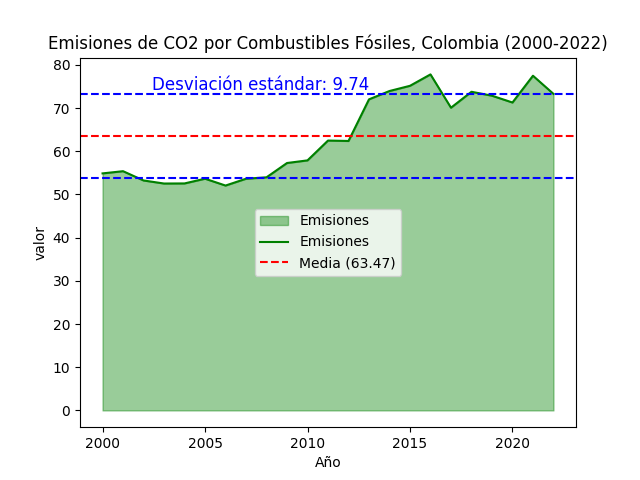 Emisiones de CO2 por Combustibles Fósiles, Colombia (2000-2022)
80
Desviación estándar: 9.74
70
60
50
40
30
20
10
0
valor
Emisiones
Emisiones
Media (63.47)
2000 2005 2010 2015 2020
Año